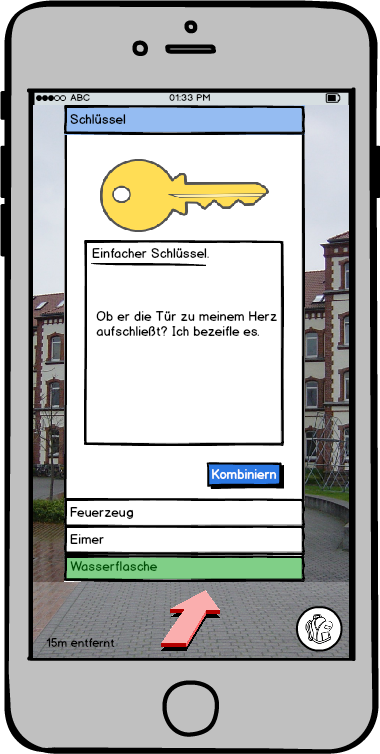 ABC 01:33 PM
Schlüssel
Einfacher Schlüssel.
Ob er die Tür zu meinem Herz
aufschließt? Ich bezeifle es.
Kombiniern
Feuerzeug
Eimer
Wasserflasche
15m entfernt